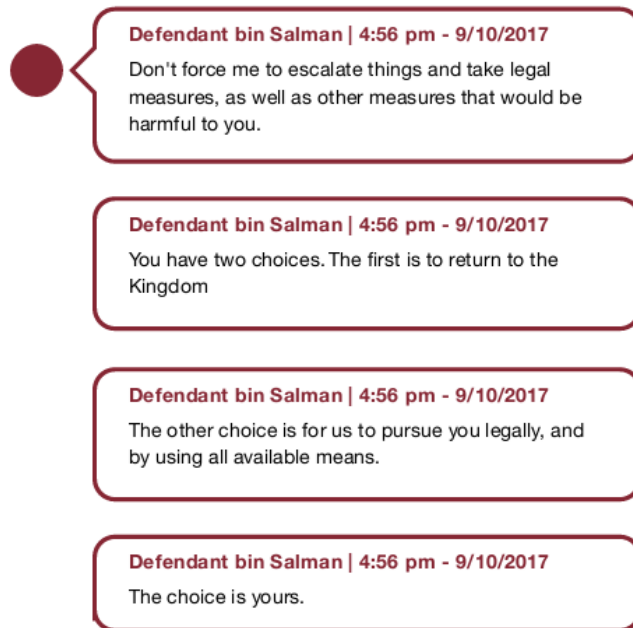 Defendant bin Salman | 4:56 pm - 9/10/2017
Don't force me to escalate things and take legal
measures, as well as other measures that would be
harmful to you.
Defendant bin Salman | 4:56 pm - 9/10/2017
You have two choices. The first is to return to the
Kingdom
Defendant bin Salman | 4:56 pm - 9/10/2017
The other choice is for us to pursue you legally, and
by using all available means.
Defendant bin Salman | 4:56 pm - 9/10/2017
The choice is yours.